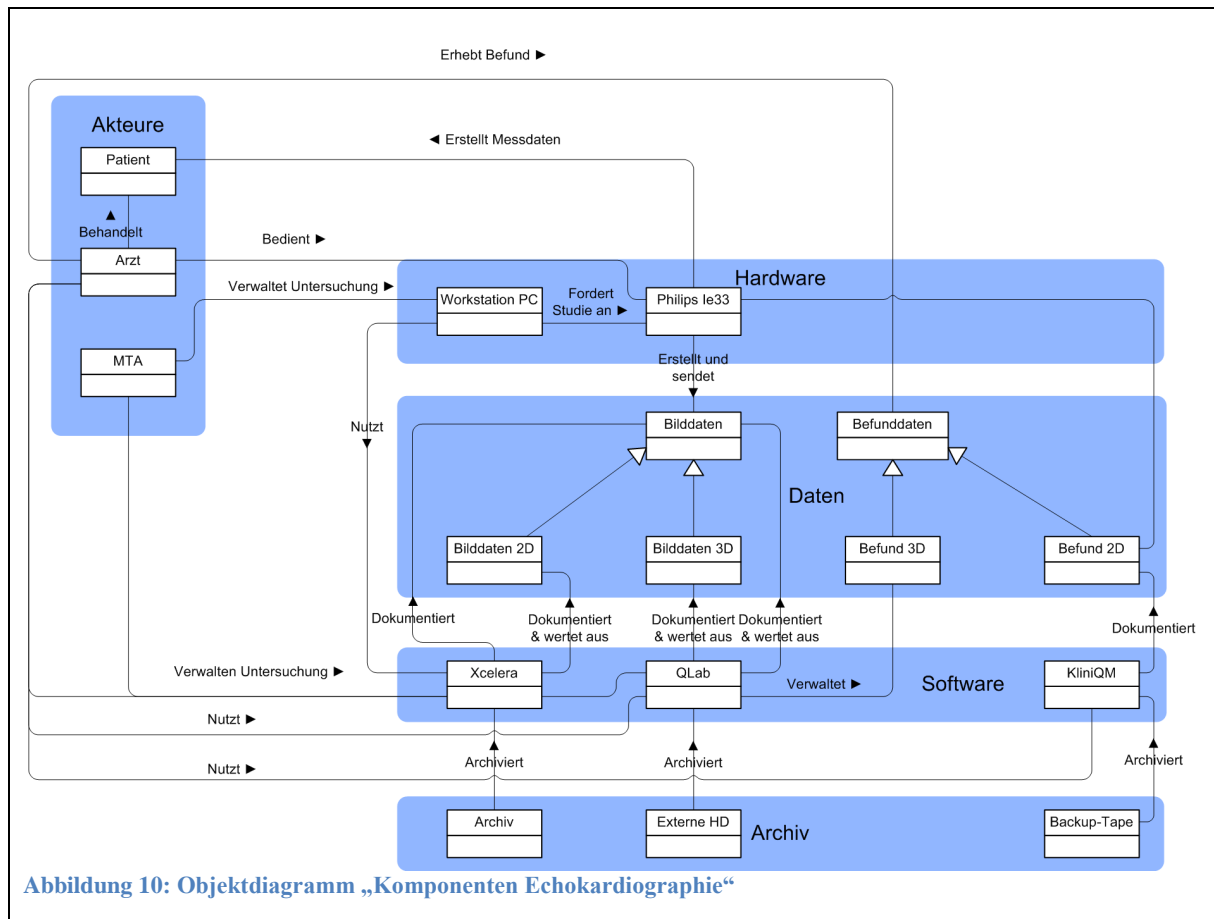 Erhebt Befund ►
Akteure
Patient
◄ Erstellt Messdaten
▲
Behandelt
Arzt
Bedient ►
Hardware
Verwaltet Untersuchung ►
Workstation PC
Fordert
Studie an ►
Philips Ie33
MTA
Erstellt und
sendet
Nutzt
Bilddaten
Befunddaten
Daten
Bilddaten 2D
Bilddaten 3D
Befund 3D
Befund 2D
Dokumentiert
Dokumentiert
& wertet aus
Dokumentiert
& wertet aus
Dokumentiert
& wertet aus
Dokumentiert
Verwalten Untersuchung ►
Xcelera
QLab
Verwaltet ►
Software
KliniQM
Nutzt ►
Nutzt ►
Archiviert
Archiviert
Archiviert
Archiv
Externe HD
Archiv
Backup-Tape
Abbildung 10: Objektdiagramm „Komponenten Echokardiographie“